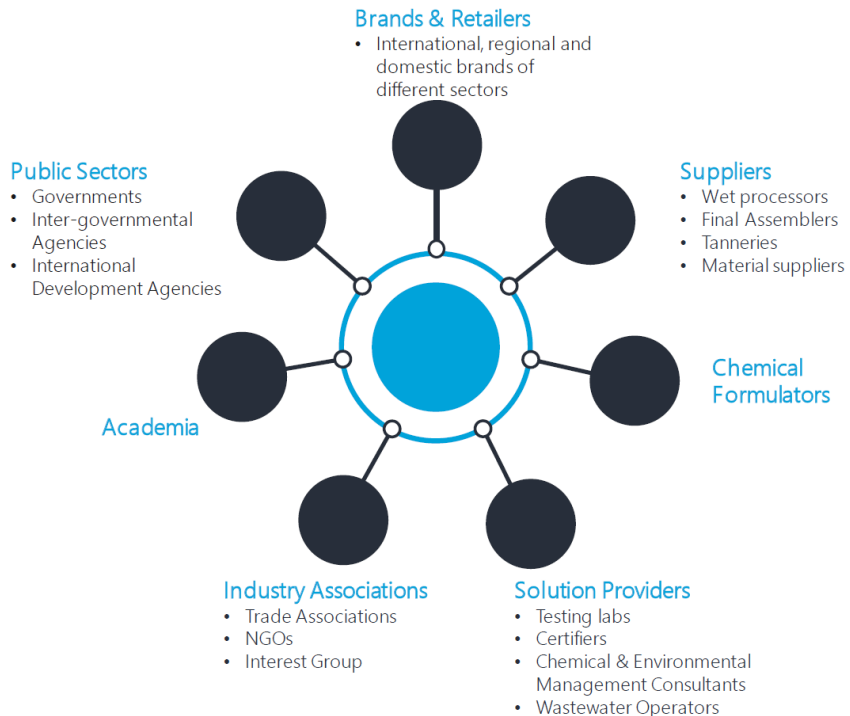 Brands & Retailers
• International, regional and
domestic brands of
different sectors
Public Sectors
• Governments
• Inter-governmental
Agencies
• International
Development Agencies
Suppliers
• Wet processors
• Final Assemblers
• Tanneries
• Material suppliers
Chemical
Formulators
Academia
Industry Associations
• Trade Associations
• NGOs
• Interest Group
Solution Providers
• Testing labs
• Certifiers
• Chemical & Environmental
Management Consultants
• Wastewater Operators